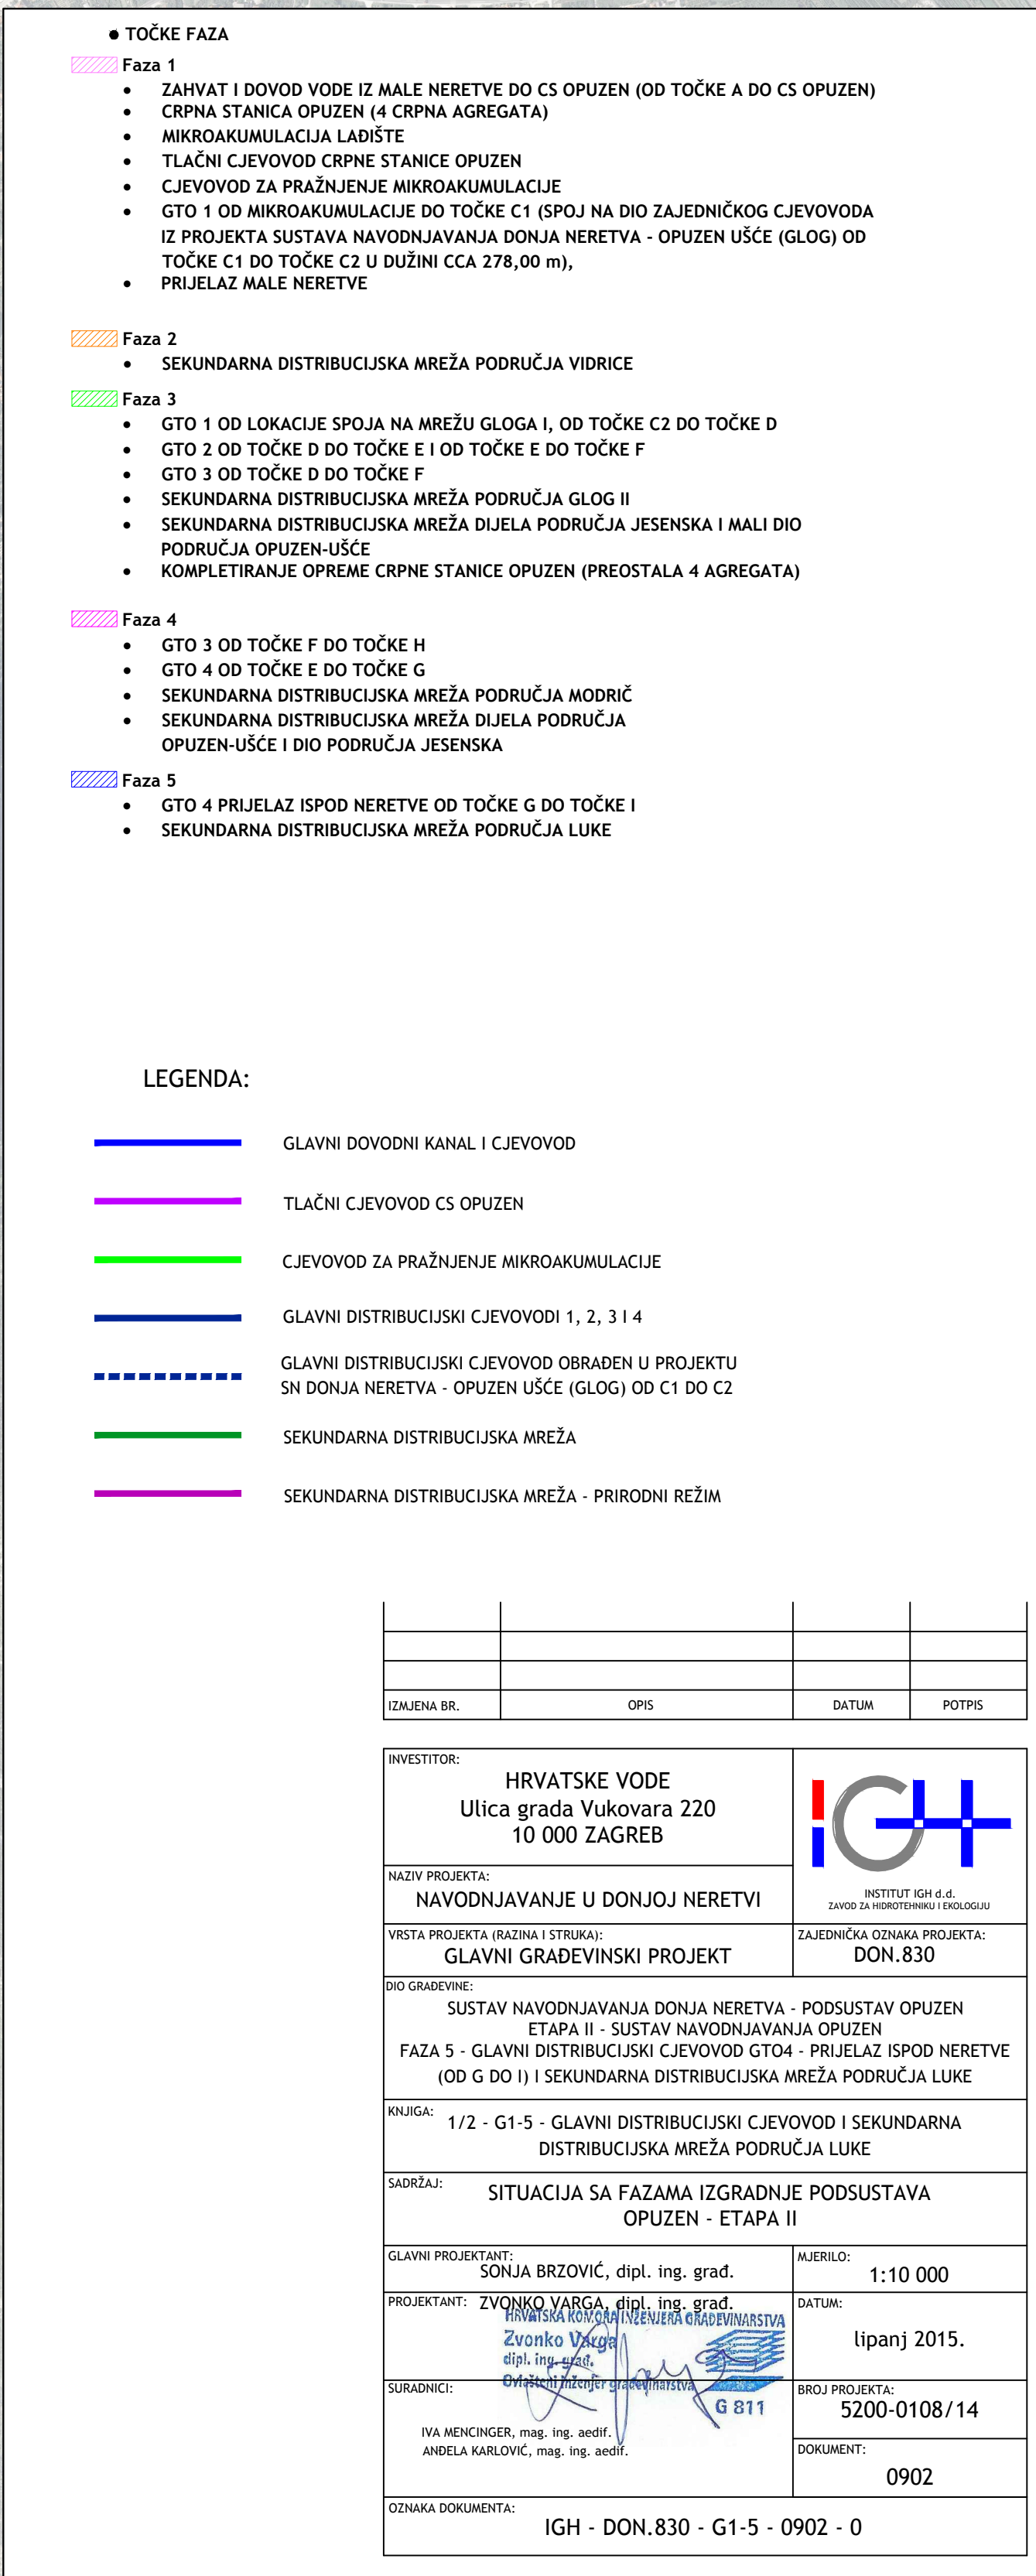 ● TOČKE FAZA
Faza 1
• ZAHVAT I DOVOD VODE IZ MALE NERETVE DO CS OPUZEN (OD TOČKE A DO CS OPUZEN)
• CRPNA STANICA OPUZEN (4 CRPNA AGREGATA)
• MIKROAKUMULACIJA LAĐIŠTE
• TLAČNI CJEVOVOD CRPNE STANICE OPUZEN
• CJEVOVOD ZA PRAŽNJENJE MIKROAKUMULACIJE
• GTO 1 OD MIKROAKUMULACIJE DO TOČKE C1 (SPOJ NA DIO ZAJEDNIČKOG CJEVOVODA
IZ PROJEKTA SUSTAVA NAVODNJAVANJA DONJA NERETVA - OPUZEN UŠĆE (GLOG) OD
TOČKE C1 DO TOČKE C2 U DUŽINI CCA 278,00 m),
• PRIJELAZ MALE NERETVE
Faza 2
• SEKUNDARNA DISTRIBUCIJSKA MREŽA PODRUČJA VIDRICE
Faza 3
• GTO 1 OD LOKACIJE SPOJA NA MREŽU GLOGA I, OD TOČKE C2 DO TOČKE D
• GTO 2 OD TOČKE D DO TOČKE E I OD TOČKE E DO TOČKE F
• GTO 3 OD TOČKE D DO TOČKE F
• SEKUNDARNA DISTRIBUCIJSKA MREŽA PODRUČJA GLOG II
• SEKUNDARNA DISTRIBUCIJSKA MREŽA DIJELA PODRUČJA JESENSKA I MALI DIO
PODRUČJA OPUZEN-UŠĆE
• KOMPLETIRANJE OPREME CRPNE STANICE OPUZEN (PREOSTALA 4 AGREGATA)
Faza 4
• GTO 3 OD TOČKE F DO TOČKE H
• GTO 4 OD TOČKE E DO TOČKE G
• SEKUNDARNA DISTRIBUCIJSKA MREŽA PODRUČJA MODRIČ
• SEKUNDARNA DISTRIBUCIJSKA MREŽA DIJELA PODRUČJA
OPUZEN-UŠĆE I DIO PODRUČJA JESENSKA
Faza 5
• GTO 4 PRIJELAZ ISPOD NERETVE OD TOČKE G DO TOČKE I
• SEKUNDARNA DISTRIBUCIJSKA MREŽA PODRUČJA LUKE
LEGENDA:
GLAVNI DOVODNI KANAL I CJEVOVOD
TLAČNI CJEVOVOD CS OPUZEN
CJEVOVOD ZA PRAŽNJENJE MIKROAKUMULACIJE
GLAVNI DISTRIBUCIJSKI CJEVOVODI 1, 2, 3 I 4
GLAVNI DISTRIBUCIJSKI CJEVOVOD OBRAĐEN U PROJEKTU
SN DONJA NERETVA - OPUZEN UŠĆE (GLOG) OD C1 DO C2
SEKUNDARNA DISTRIBUCIJSKA MREŽA
SEKUNDARNA DISTRIBUCIJSKA MREŽA - PRIRODNI REŽIM
IZMJENA BR. OPIS DATUM POTPIS
INVESTITOR:
HRVATSKE VODE
Ulica grada Vukovara 220
10 000 ZAGREB
IGH
INSTITUT IGH d.d.
ZAVOD ZA HIDROTEHNIKU I EKOLOGIJU
NAZIV PROJEKTA:
NAVODNJAVANJE U DONJOJ NERETVI
VRSTA PROJEKTA (RAZINA I STRUKA):
GLAVNI GRAĐEVINSKI PROJEKT
ZAJEDNIČKA OZNAKA PROJEKTA:
DON.830
DIO GRAĐEVINE:
SUSTAV NAVODNJAVANJA DONJA NERETVA - PODSUSTAV OPUZEN
ETAPA II - SUSTAV NAVODNJAVANJA OPUZEN
FAZA 5 - GLAVNI DISTRIBUCIJSKI CJEVOVOD GTO4 - PRIJELAZ ISPOD NERETVE
(OD G DO I) I SEKUNDARNA DISTRIBUCIJSKA MREŽA PODRUČJA LUKE
KNJIGA:
1/2 - G1-5 - GLAVNI DISTRIBUCIJSKI CJEVOVOD I SEKUNDARNA
DISTRIBUCIJSKA MREŽA PODRUČJA LUKE
SADRŽAJ:
SITUACIJA SA FAZAMA IZGRADNJE PODSUSTAVA
OPUZEN - ETAPA II
GLAVNI PROJEKTANT:
SONJA BRZOVIĆ, dipl. ing. građ.
MJERILO:
1:10 000
PROJEKTANT: ZVONKO VARGA, dipl. ing. građ.
HRVATSKA KOMORA INŽENJERA GRAĐEVINARSTVA
Zvonko Varga
dipl. ing. građ.
Ovlašteni inženjer građevinarstva
G 811
DATUM:
lipanj 2015.
SURADNICI:
IVA MENCINGER, mag. ing. aedif.
ANĐELA KARLOVIĆ, mag. ing. aedif.
BROJ PROJEKTA:
5200-0108/14
DOKUMENT:
0902
OZNAKA DOKUMENTA:
IGH - DON.830 - G1-5 - 0902 - 0